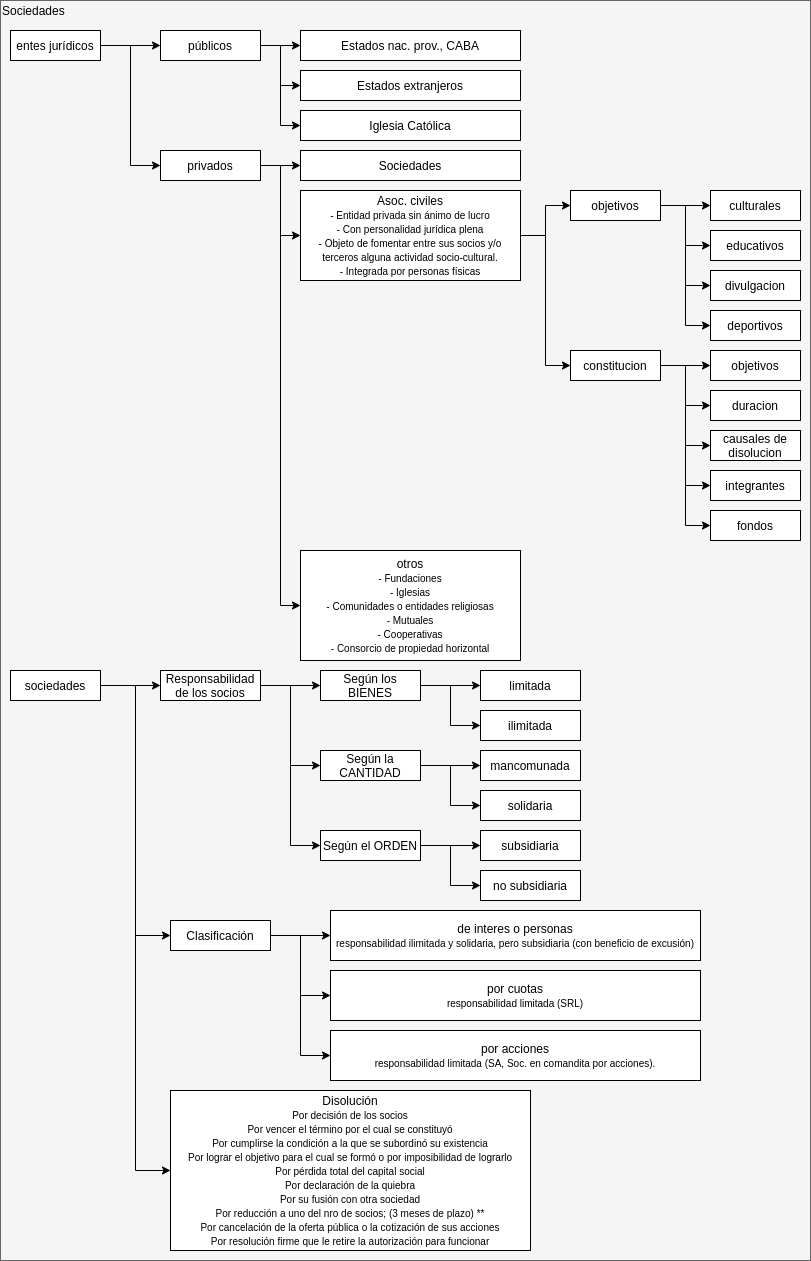 Sociedades
entes jurídicos
públicos
Estados nac. prov., CABA
Estados extranjeros
Iglesia Católica
privados
Sociedades
Asoc. civiles
- Entidad privada sin ánimo de lucro
- Con personalidad jurídica plena
- Objeto de fomentar entre sus socios y/o
terceros alguna actividad socio-cultural.
- Integrada por personas físicas
objetivos
culturales
educativos
divulgacion
deportivos
constitucion
objetivos
duracion
causales de
disolucion
integrantes
fondos
otros
- Fundaciones
- Iglesias
- Comunidades o entidades religiosas
- Mutuales
- Cooperativas
- Consorcio de propiedad horizontal
sociedades
Responsabilidad
de los socios
Según los
BIENES
limitada
ilimitada
Según la
CANTIDAD
mancomunada
solidaria
Según el ORDEN
subsidiaria
no subsidiaria
Clasificación
de interes o personas
responsabilidad ilimitada y solidaria, pero subsidiaria (con beneficio de excusión)
por cuotas
responsabilidad limitada (SRL)
por acciones
responsabilidad limitada (SA, Soc. en comandita por acciones).
Disolución
Por decisión de los socios
Por vencer el término por el cual se constituyó
Por cumplirse la condición a la que se subordinó su existencia
Por lograr el objetivo para el cual se formó o por imposibilidad de lograrlo
Por pérdida total del capital social
Por declaración de la quiebra
Por su fusión con otra sociedad
Por reducción a uno del nro de socios; (3 meses de plazo) **
Por cancelación de la oferta pública o la cotización de sus acciones
Por resolución firme que le retire la autorización para funcionar